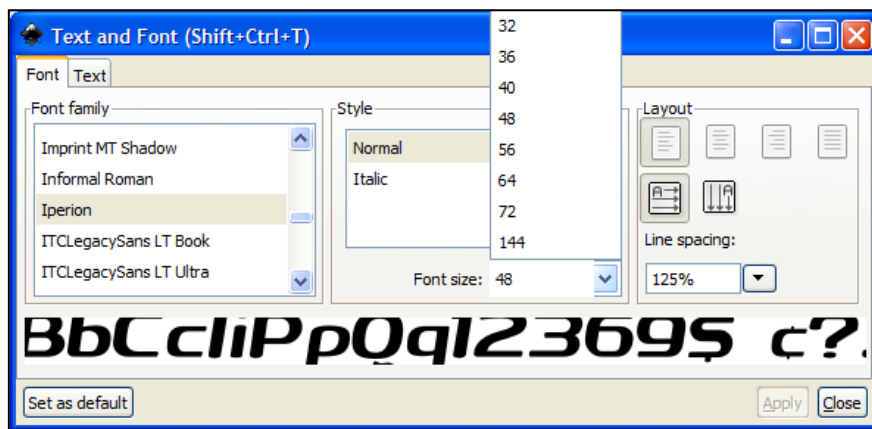 Text and Font (Shift+Ctrl+T)
Font Text
Font family
Imprint MT Shadow
Informal Roman
Iperion
ITCLegacySans LT Book
ITCLegacySans LT Ultra
Style
Normal
Italic
32
36
40
48
56
64
72
144
Font size: 48
Layout
Line spacing:
125%
BbCcIiPpQq12369$ ¢?.
Set as default
Apply Close